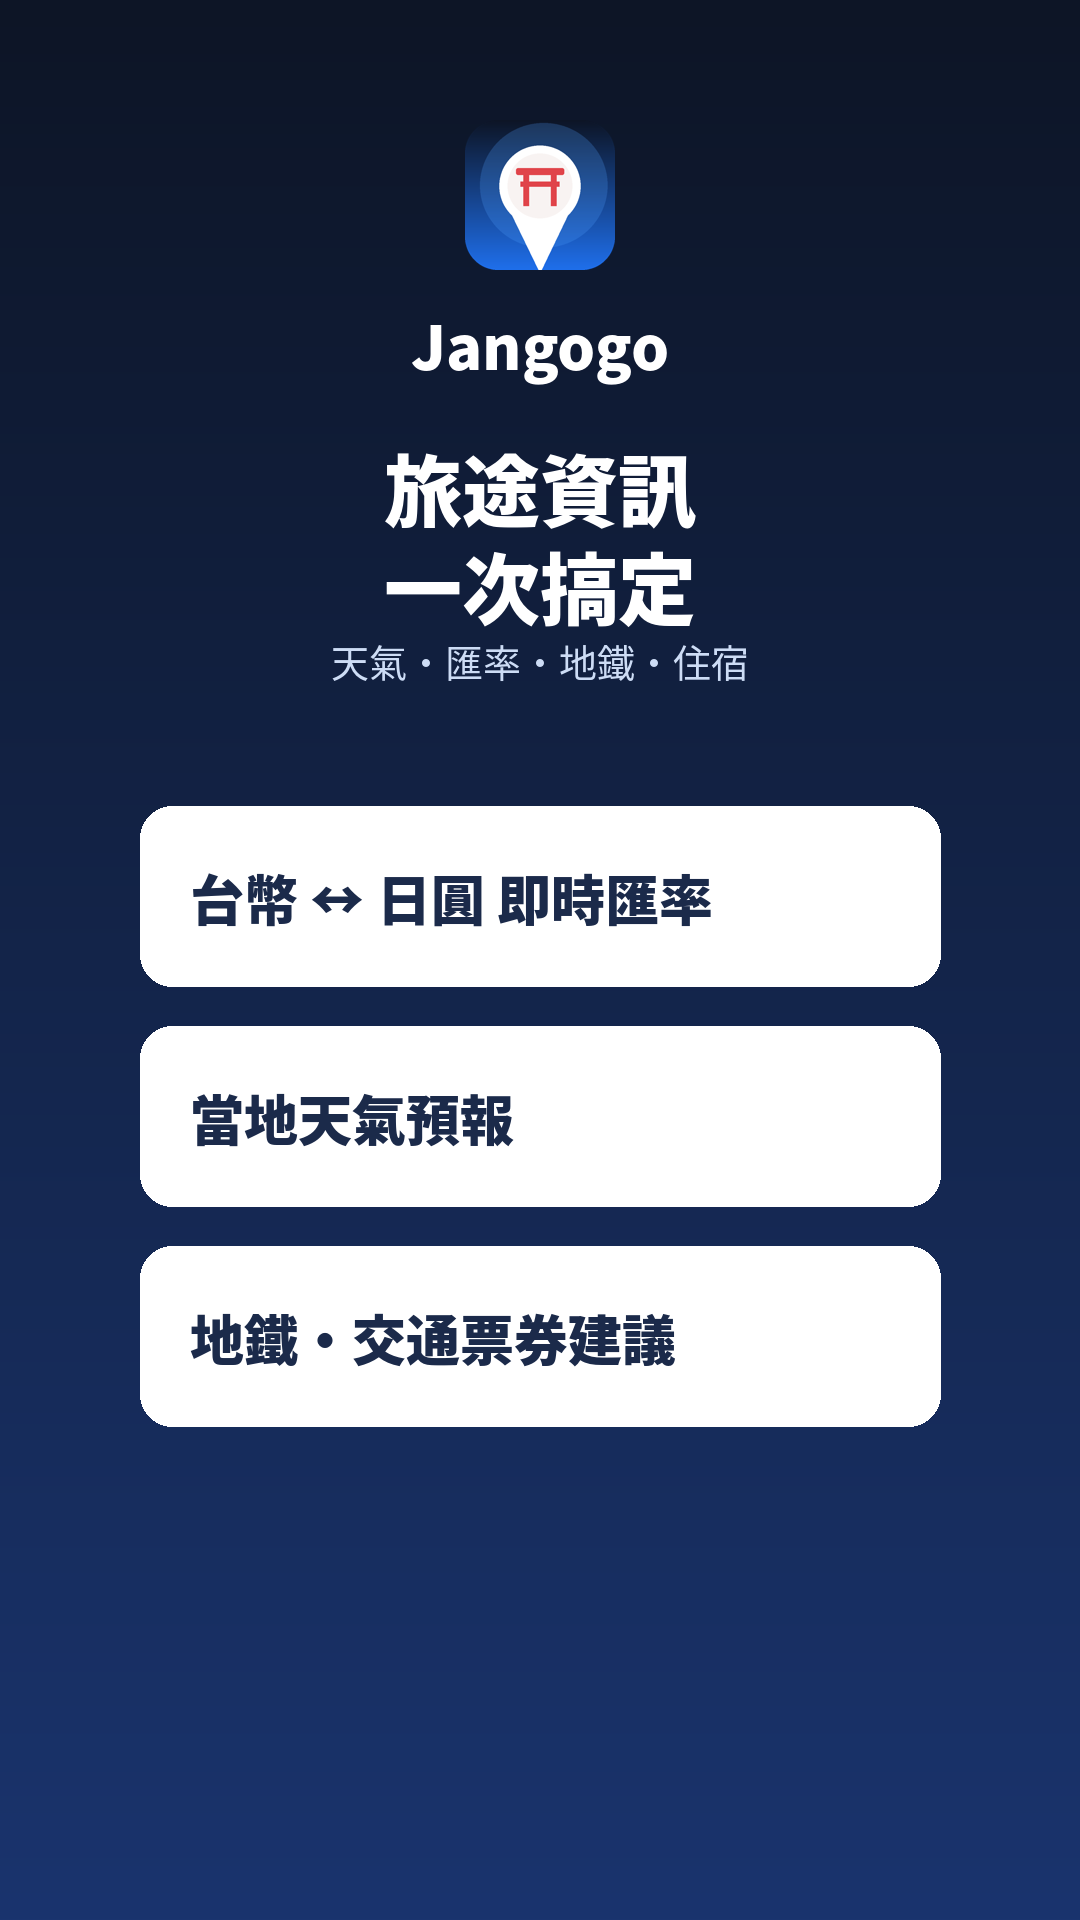 Jangogo
旅途資訊
一次搞定
天氣・匯率・地鐵・住宿
台幣 ↔ 日圓 即時匯率
當地天氣預報
地鐵・交通票券建議